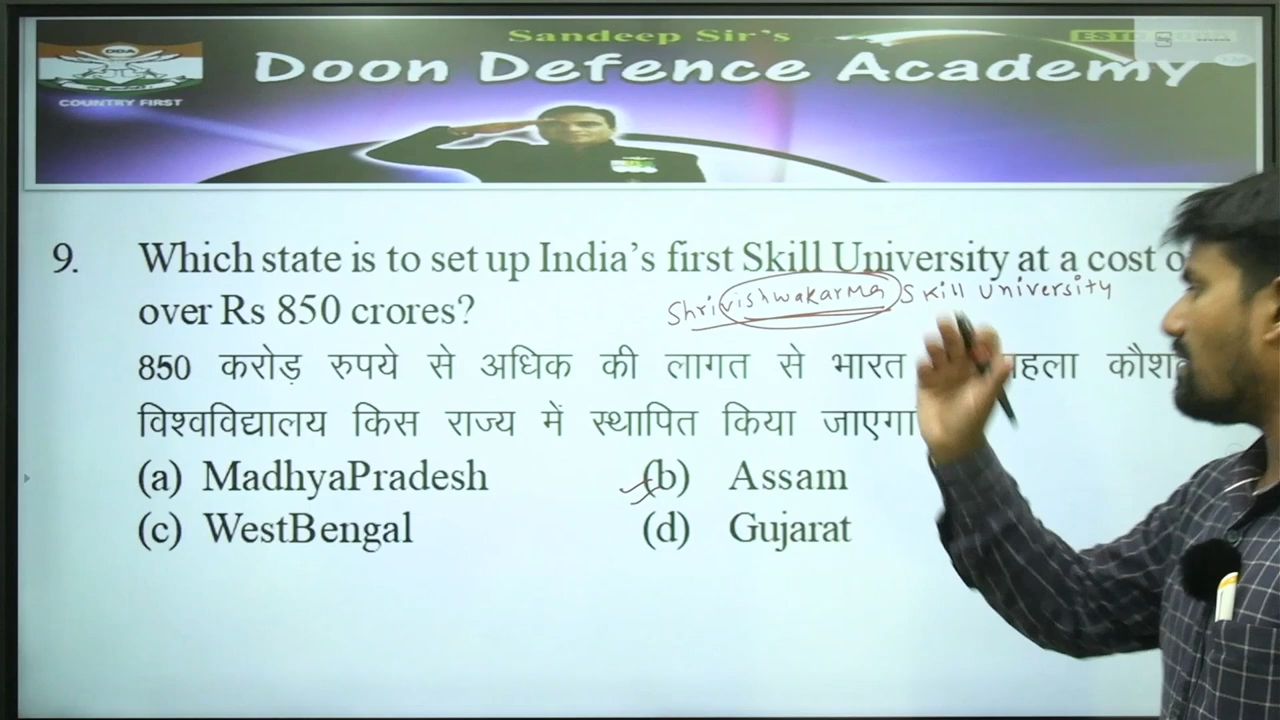 Sandeep Sir's
Doon Defence Academy
DDA
COUNTRY FIRST
9. Which state is to set up India's first Skill University at a cost
over Rs 850 crores?
Shri vishwakarma Skill University
850 करोड़ रुपये से अधिक की लागत से भारत
विश्वविद्यालय किस राज्य में स्थापित किया जाएगा
(a) MadhyaPradesh (b) Assam
(c) WestBengal (d) Gujarat